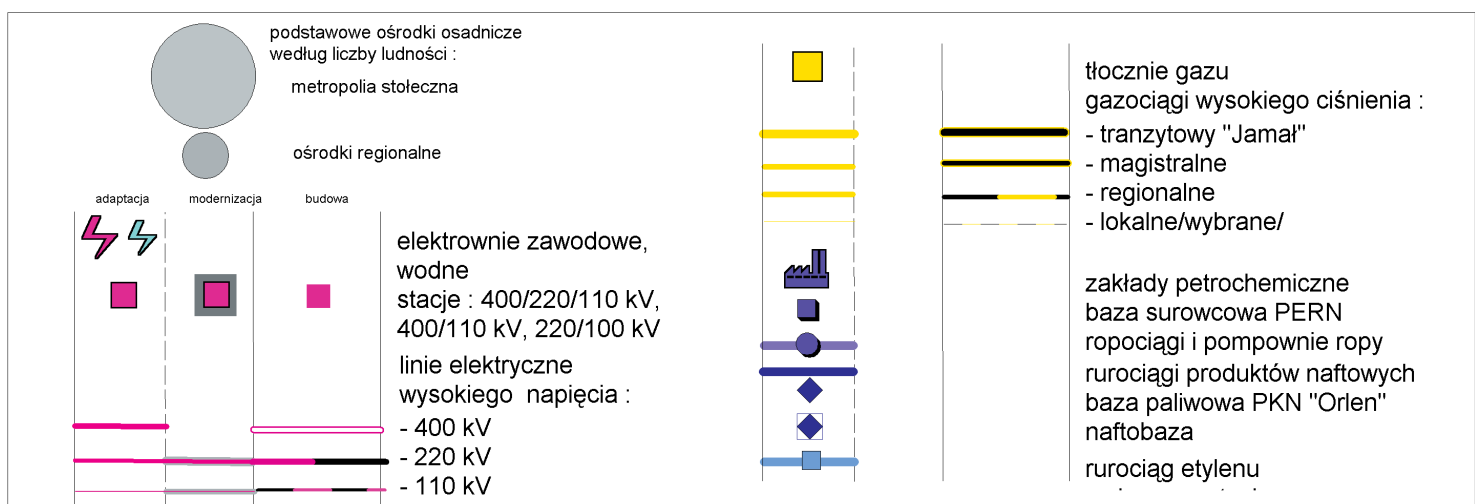 podstawowe ośrodki osadnicze
według liczby ludności :
metropolia stołeczna
ośrodki regionalne
adaptacja modernizacja budowa
elektrownie zawodowe,
wodne
stacje : 400/220/110 kV,
400/110 kV, 220/100 kV
linie elektryczne
wysokiego napięcia :
- 400 kV
- 220 kV
- 110 kV
tłocznie gazu
gazociągi wysokiego ciśnienia :
- tranzytowy "Jamał"
- magistralne
- regionalne
- lokalne/wybrane/
zakłady petrochemiczne
baza surowcowa PERN
ropociągi i pompownie ropy
rurociągi produktów naftowych
baza paliwowa PKN "Orlen"
naftobaza
rurociąg etylenu